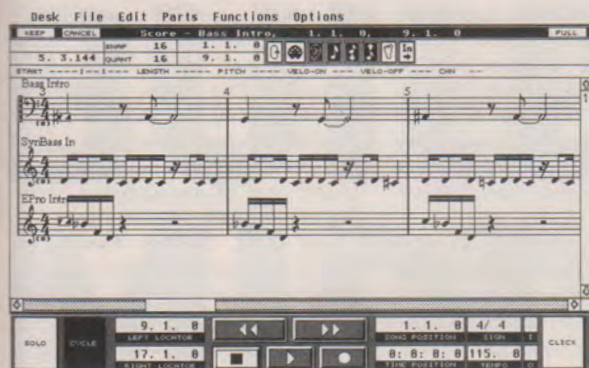 Desk File Edit Parts Functions Options
KEEP CANCEL Score - Bass Intro, 1. 1. 0, 9. 1. 0 FULL
5. 3.144 SNAP 16 1. 1. 0
QUANT 16 9. 1. 0 In
START ----:--:--- LENGTH ----- PITCH ---- VELO-ON --- VELO-OFF --- CHN --
Bass Intro
3 4 5 1
SynBass In
EPro Intro
SOLO CYCLE 9. 1. 0 LEFT LOCATOR 1. 1. 0 SONG POSITION 4/ 4 SIGN I CLICK
17. 1. 0 RIGHT LOCATOR 0: 0: 0: 0 TIME POSITION 115. 0 TEMPO O